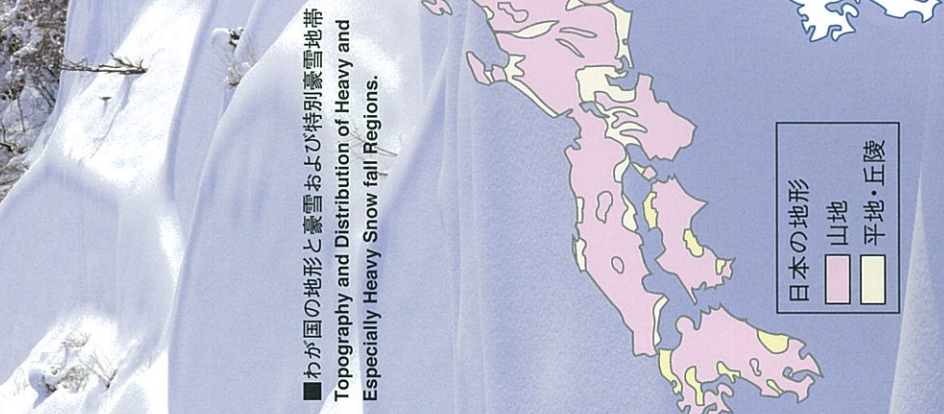 ■わが国の地形と豪雪および特別豪雪地帯
Topography and Distribution of Heavy and
Especially Heavy Snow fall Regions.
日本の地形
山地
平地・丘陵